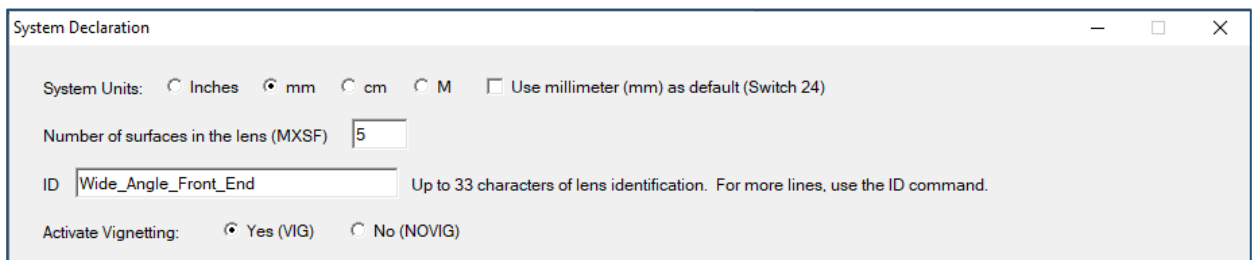 System Declaration
System Units: Inches mm cm M Use millimeter (mm) as default (Switch 24)
Number of surfaces in the lens (MXSF) 5
ID Wide_Angle_Front_End Up to 33 characters of lens identification. For more lines, use the ID command.
Activate Vignetting: Yes (VIG) No (NOVIG)